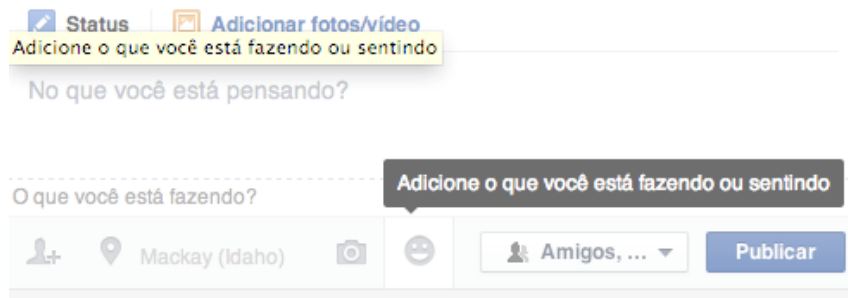 Status Adicionar fotos/vídeo
Adicione o que você está fazendo ou sentindo
No que você está pensando?
Adicione o que você está fazendo ou sentindo
O que você está fazendo?
Mackay (Idaho) Amigos, ... Publicar